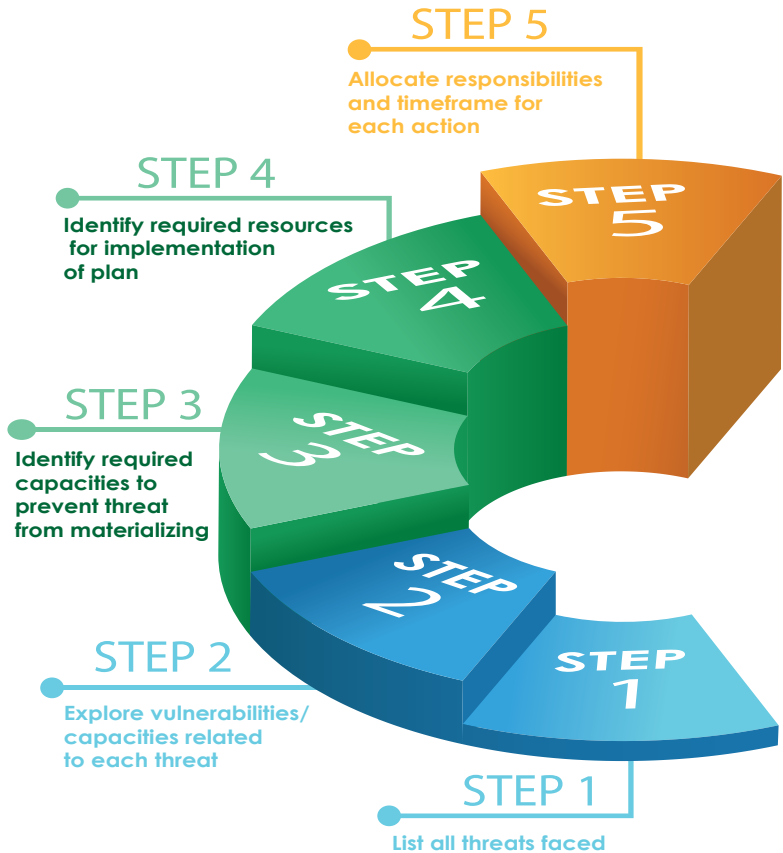 STEP 5
Allocate responsibilities
and timeframe for
each action
STEP
5
STEP 4
Identify required resources
for implementation
of plan
STEP
4
STEP 3
Identify required
capacities to
prevent threat
from materializing
STEP
3
STEP
2
STEP 2
Explore vulnerabilities/
capacities related
to each threat
STEP
1
STEP 1
List all threats faced